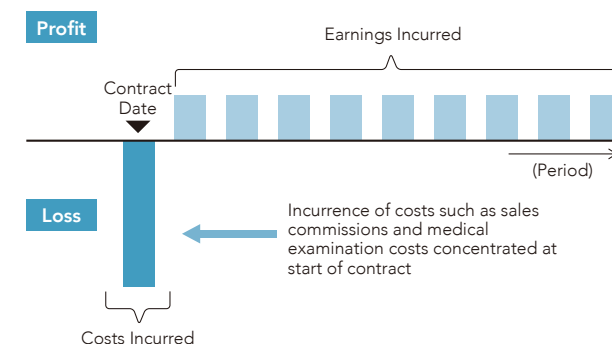 Profit
Earnings Incurred
Contract
Date
(Period)
Loss
Incurrence of costs such as sales
commissions and medical
examination costs concentrated at
start of contract
Costs Incurred